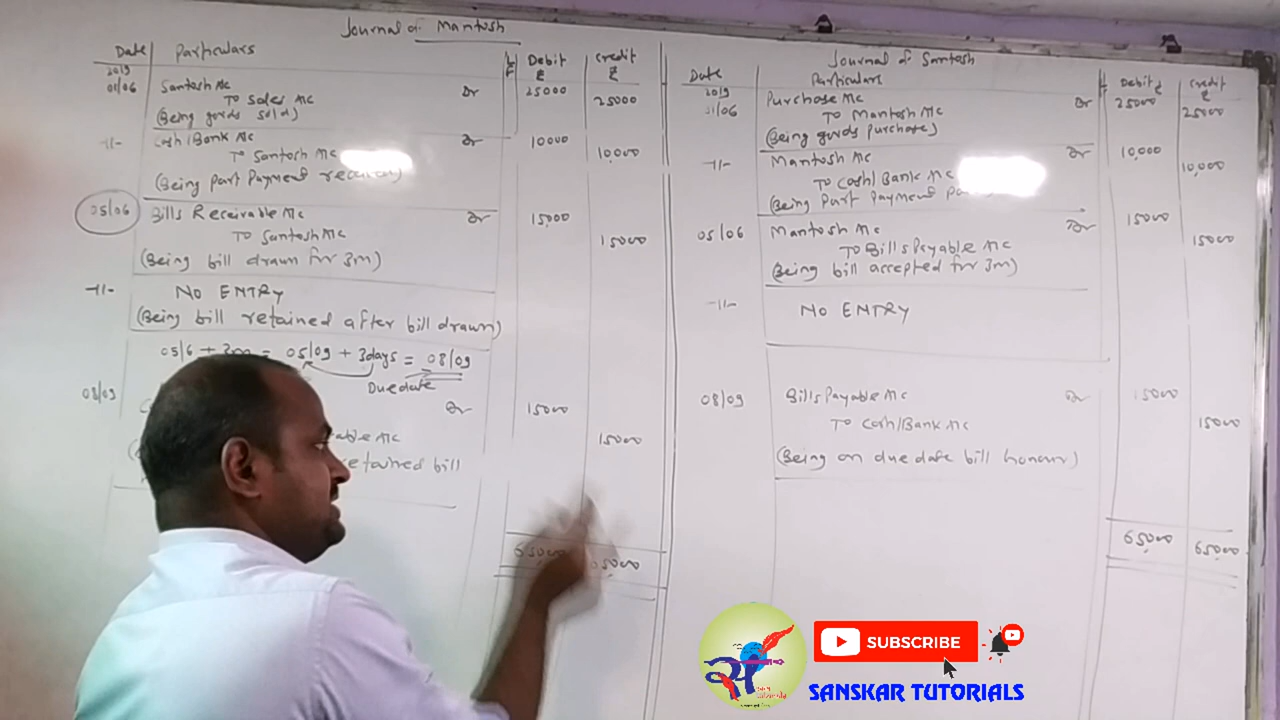 Journal of Mantosh
Date Particulars L.F Debit ₹ Credit ₹
2019
01/06 Santosh A/c Dr 25000
To Sales A/c 25000
(Being goods sold)
-11- Cash/Bank A/c Dr 10000
To Santosh A/c 10,000
(Being Part Payment
05/06 Bills Receivable A/c Dr 15,000
To Santosh A/c 15000
(Being bill drawn for 3m)
-11- NO ENTRY
(Being bill retained after bill drawn)
05/6 + 3m = 05/09 + 3days = 08/09
Due date
08/09 Dr 15000
A/c 15000
retained bill
65000 65000
Journal of Santosh
Date Particulars Debit ₹ Credit ₹
2019
01/06 Purchase A/c Dr 25000
To Mantosh A/c 25000
(Being goods Purchase)
-11- Mantosh A/c Dr 10,000
To Cash/Bank A/c 10,000
(Being Part Payment
05/06 Mantosh A/c Dr 15000
To Bills Payable A/c 15000
(Being bill accepted for 3m)
-11- NO ENTRY
08/09 Bills Payable A/c Dr 15000
To Cash/Bank A/c 15000
(Being on due date bill honour)
65,000 65000
SUBSCRIBE
SANSKAR TUTORIALS